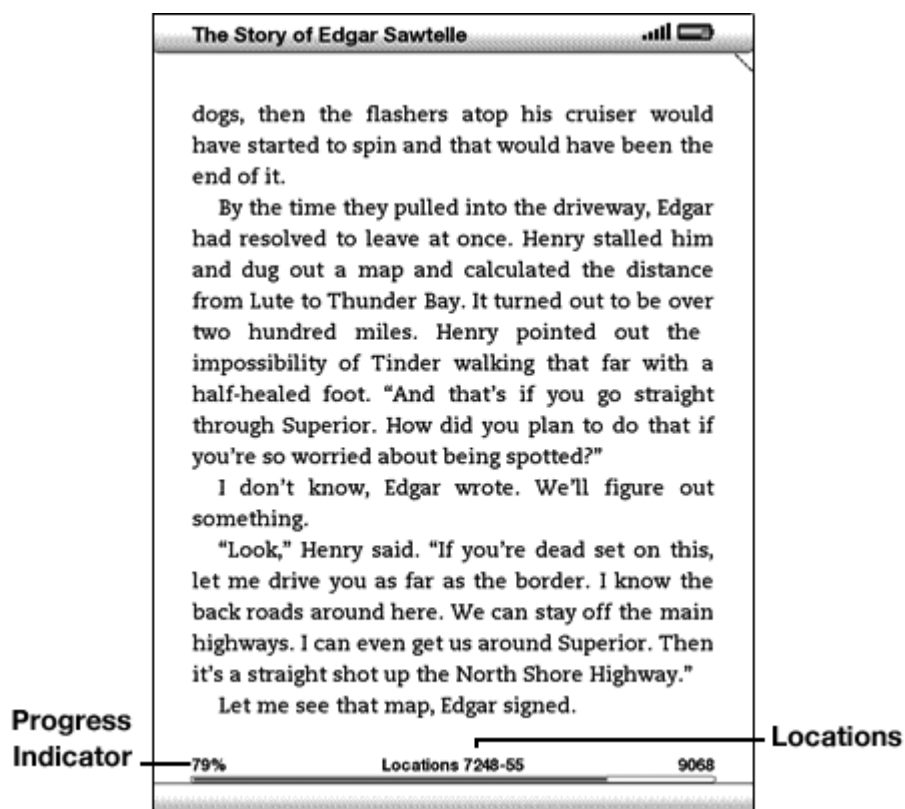 The Story of Edgar Sawtelle
dogs, then the flashers atop his cruiser would
have started to spin and that would have been the
end of it.
By the time they pulled into the driveway, Edgar
had resolved to leave at once. Henry stalled him
and dug out a map and calculated the distance
from Lute to Thunder Bay. It turned out to be over
two hundred miles. Henry pointed out the
impossibility of Tinder walking that far with a
half-healed foot. “And that’s if you go straight
through Superior. How did you plan to do that if
you’re so worried about being spotted?”
I don’t know, Edgar wrote. We’ll figure out
something.
“Look,” Henry said. “If you’re dead set on this,
let me drive you as far as the border. I know the
back roads around here. We can stay off the main
highways. I can even get us around Superior. Then
it’s a straight shot up the North Shore Highway.”
Let me see that map, Edgar signed.
Progress
Indicator
Locations
79% Locations 7248-55 9068